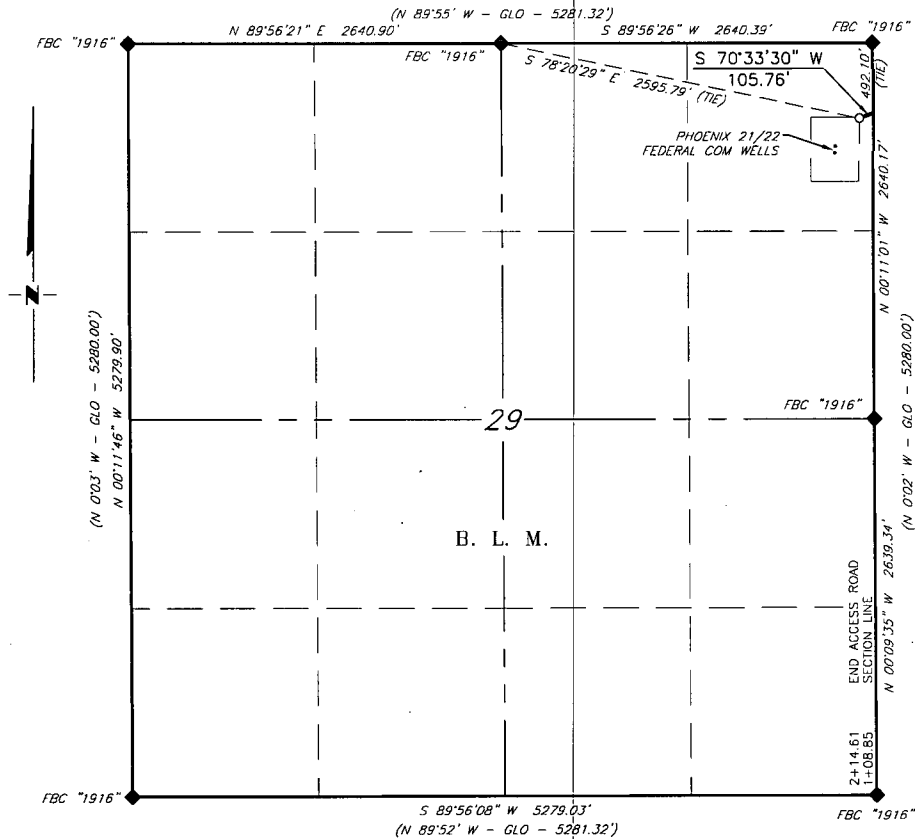 (N 89°55' W - GLO - 5281.32')
N 89°56'21" E 2640.90'
S 89°56'26" W 2640.39'
FBC "1916"
FBC "1916"
FBC "1916"
S 78°20'29" E 2595.79' (TIE)
S 70°33'30" W
105.76'
492.10'
(TIE)
PHOENIX 21/22
FEDERAL COM WELLS
N 00°11'01" W 2640.17'
N
(N 0°03' W - GLO - 5280.00')
N 00°11'46" W 5279.90'
(N 0°02' W - GLO - 5280.00')
FBC "1916"
29
B. L. M.
END ACCESS ROAD
SECTION LINE
2+14.61
1+08.85
N 00°09'35" W 2639.34'
FBC "1916"
FBC "1916"
S 89°56'08" W 5279.03'
(N 89°52' W - GLO - 5281.32')